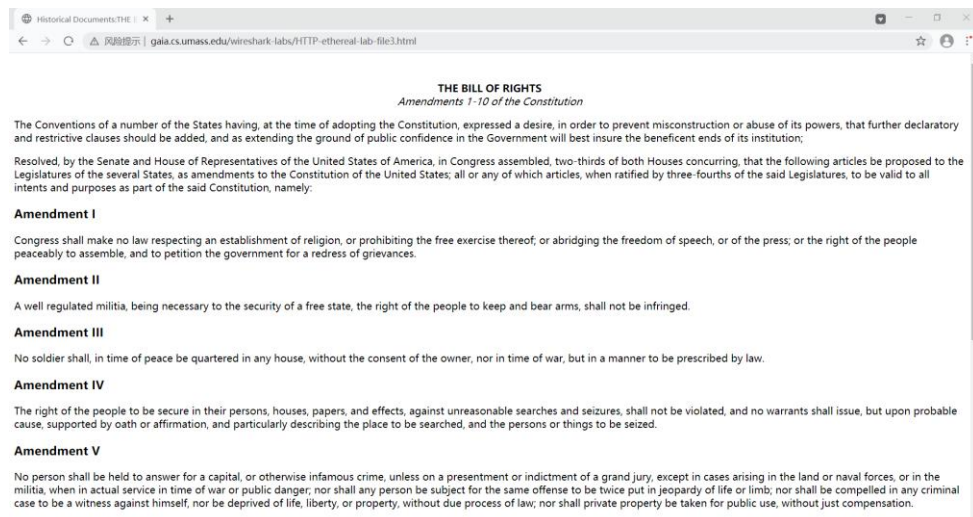 Historical Documents:THE
风险提示 | gaia.cs.umass.edu/wireshark-labs/HTTP-ethereal-lab-file3.html
THE BILL OF RIGHTS
Amendments 1-10 of the Constitution
The Conventions of a number of the States having, at the time of adopting the Constitution, expressed a desire, in order to prevent misconstruction or abuse of its powers, that further declaratory
and restrictive clauses should be added, and as extending the ground of public confidence in the Government will best insure the beneficent ends of its institution;
Resolved, by the Senate and House of Representatives of the United States of America, in Congress assembled, two-thirds of both Houses concurring, that the following articles be proposed to the
Legislatures of the several States, as amendments to the Constitution of the United States; all or any of which articles, when ratified by three-fourths of the said Legislatures, to be valid to all
intents and purposes as part of the said Constitution, namely:
Amendment I
Congress shall make no law respecting an establishment of religion, or prohibiting the free exercise thereof; or abridging the freedom of speech, or of the press; or the right of the people
peaceably to assemble, and to petition the government for a redress of grievances.
Amendment II
A well regulated militia, being necessary to the security of a free state, the right of the people to keep and bear arms, shall not be infringed.
Amendment III
No soldier shall, in time of peace be quartered in any house, without the consent of the owner, nor in time of war, but in a manner to be prescribed by law.
Amendment IV
The right of the people to be secure in their persons, houses, papers, and effects, against unreasonable searches and seizures, shall not be violated, and no warrants shall issue, but upon probable
cause, supported by oath or affirmation, and particularly describing the place to be searched, and the persons or things to be seized.
Amendment V
No person shall be held to answer for a capital, or otherwise infamous crime, unless on a presentment or indictment of a grand jury, except in cases arising in the land or naval forces, or in the
militia, when in actual service in time of war or public danger; nor shall any person be subject for the same offense to be twice put in jeopardy of life or limb; nor shall be compelled in any criminal
case to be a witness against himself, nor be deprived of life, liberty, or property, without due process of law; nor shall private property be taken for public use, without just compensation.